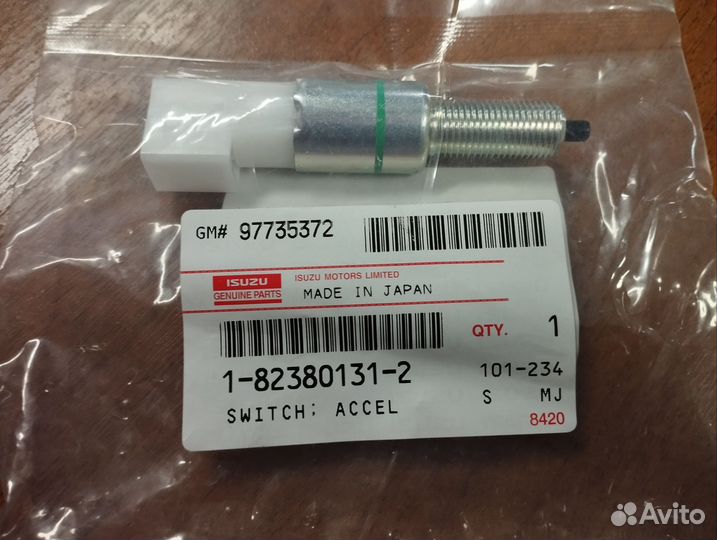 GM# 97735372
ISUZU
GENUINE PARTS
ISUZU MOTORS LIMITED
MADE IN JAPAN
QTY. 1
1-82380131-2
101-234
SWITCH; ACCEL
S MJ
8420
Avito